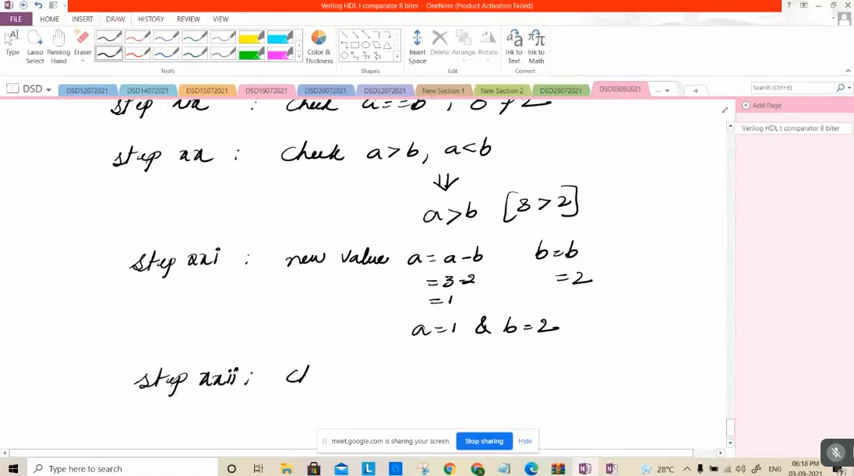 Verilog HDL t comparator 8 biter - OneNote (Product Activation Failed)
FILE HOME INSERT DRAW HISTORY REVIEW VIEW
Type Lasso Select Panning Hand Eraser Color & Thickness Shapes Insert Space Delete Arrange Rotate Ink to Text Ink to Math
Tools Shapes Edit Convert
DSD DSD12072021 DSD14072021 DSD15072021 DSD19072021 DSD20072021 DSD22072021 New Section 1 New Section 2 DSD29072021 DSD03092021 Search (Ctrl+E)
Add Page
Verilog HDL t comparator 8 biter
step : check a==b,
step xx : check a>b, a<b
a>b [3>2]
step xxi : new value a = a-b b=b
= 3-2 =2
=1
a=1 & b=2
step xxii :
meet.google.com is sharing your screen. Stop sharing Hide
Type here to search 28°C ENG 06:18 PM 03-09-2021